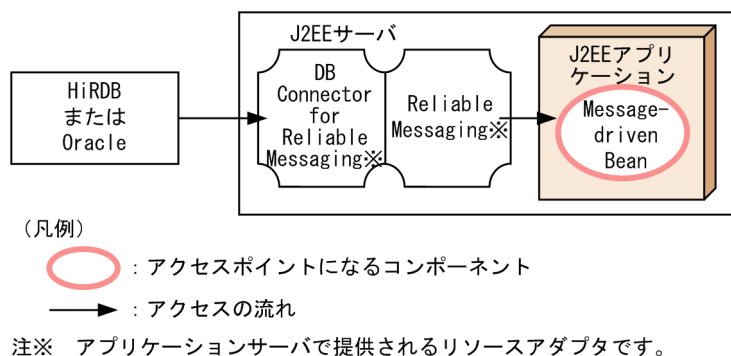 J2EEサーバ
HiRDB
または
Oracle
DB
Connector
for
Reliable
Messaging※
Reliable
Messaging※
J2EEアプリ
ケーション
Message-
driven
Bean
（凡例）
：アクセスポイントになるコンポーネント
：アクセスの流れ
注※　アプリケーションサーバで提供されるリソースアダプタです。